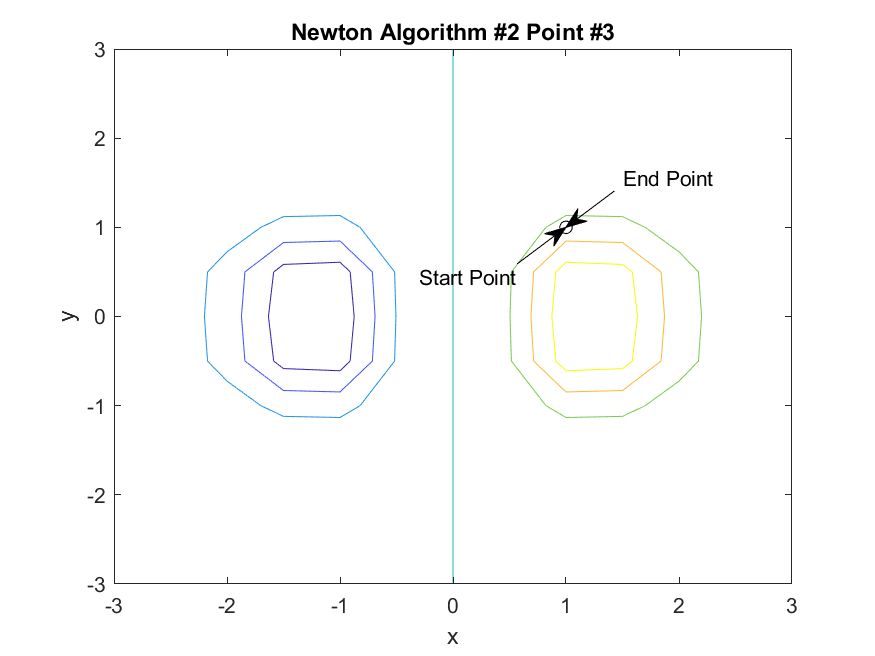 Newton Algorithm #2 Point #3
3
2
1
0
-1
-2
-3
y
End Point
Start Point
-3 -2 -1 0 1 2 3
x